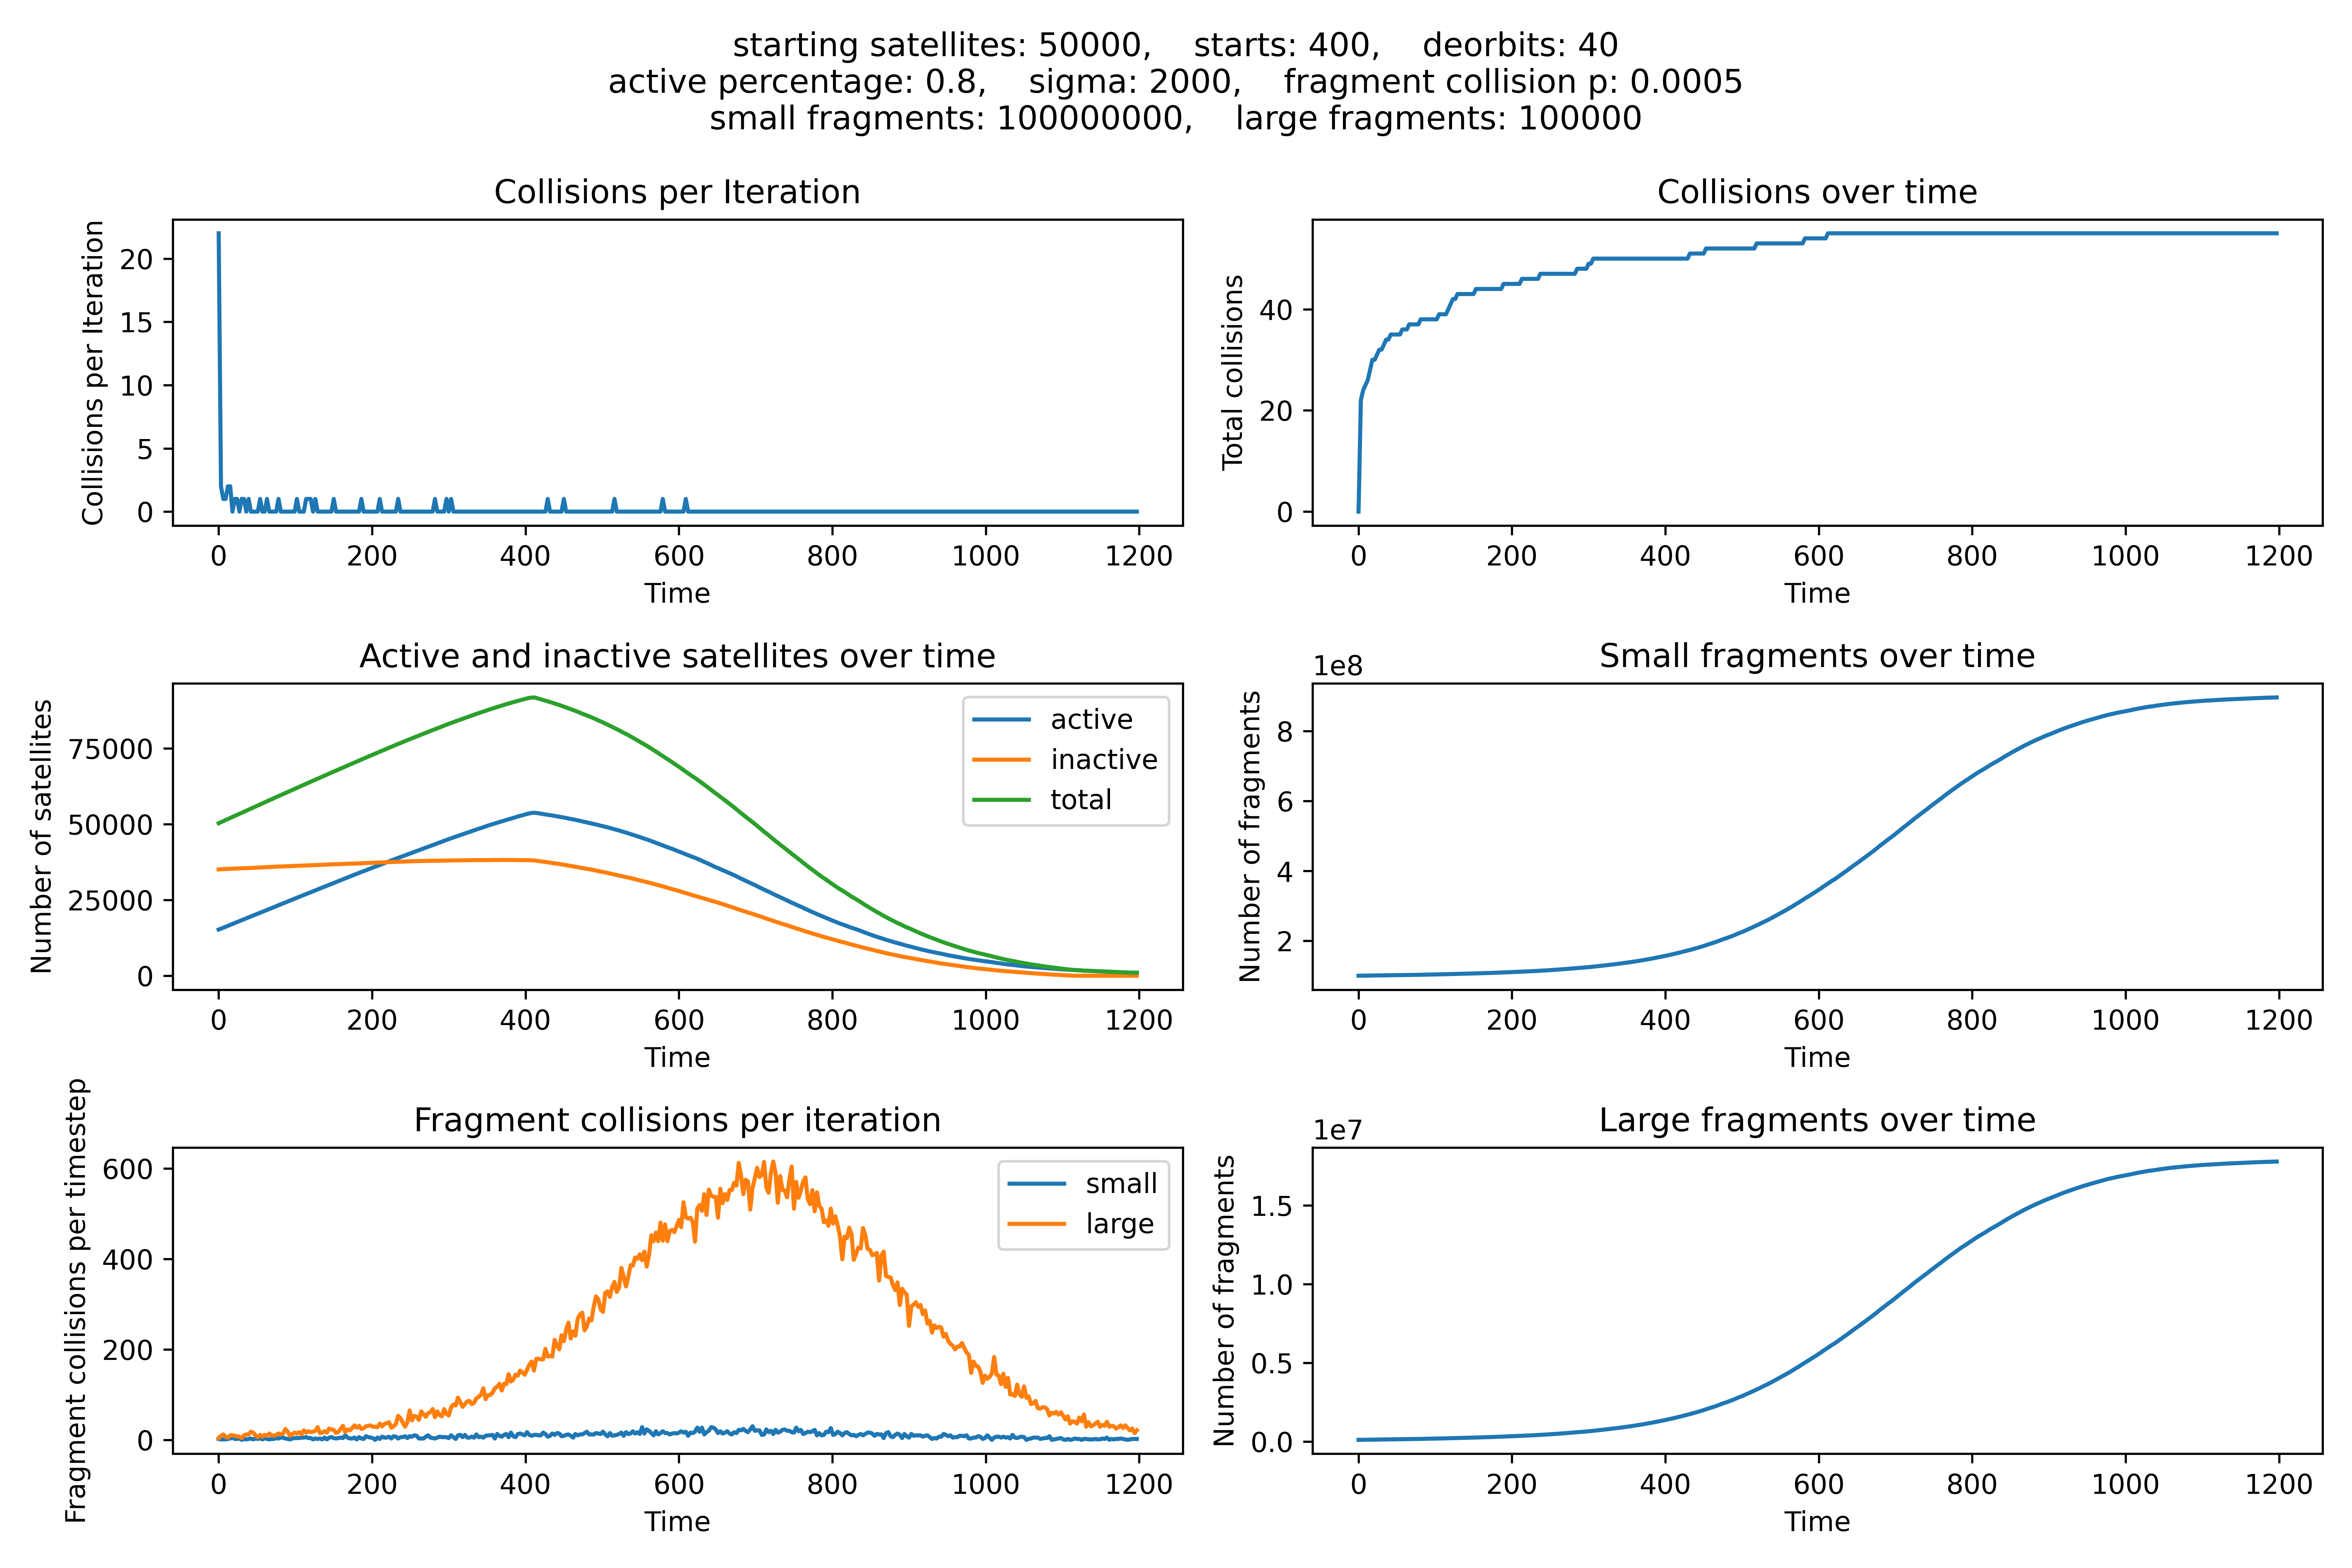 starting satellites: 50000,    starts: 400,    deorbits: 40
active percentage: 0.8,    sigma: 2000,    fragment collision p: 0.0005
small fragments: 100000000,    large fragments: 100000
Collisions per Iteration
Collisions per Iteration
20
15
10
5
0
0 200 400 600 800 1000 1200
Time
Collisions over time
Total collisions
40
20
0
0 200 400 600 800 1000 1200
Time
Active and inactive satellites over time
Number of satellites
75000
50000
25000
0
active
inactive
total
0 200 400 600 800 1000 1200
Time
Small fragments over time
1e8
Number of fragments
8
6
4
2
0 200 400 600 800 1000 1200
Time
Fragment collisions per iteration
Fragment collisions per timestep
600
400
200
0
small
large
0 200 400 600 800 1000 1200
Time
Large fragments over time
1e7
Number of fragments
1.5
1.0
0.5
0.0
0 200 400 600 800 1000 1200
Time